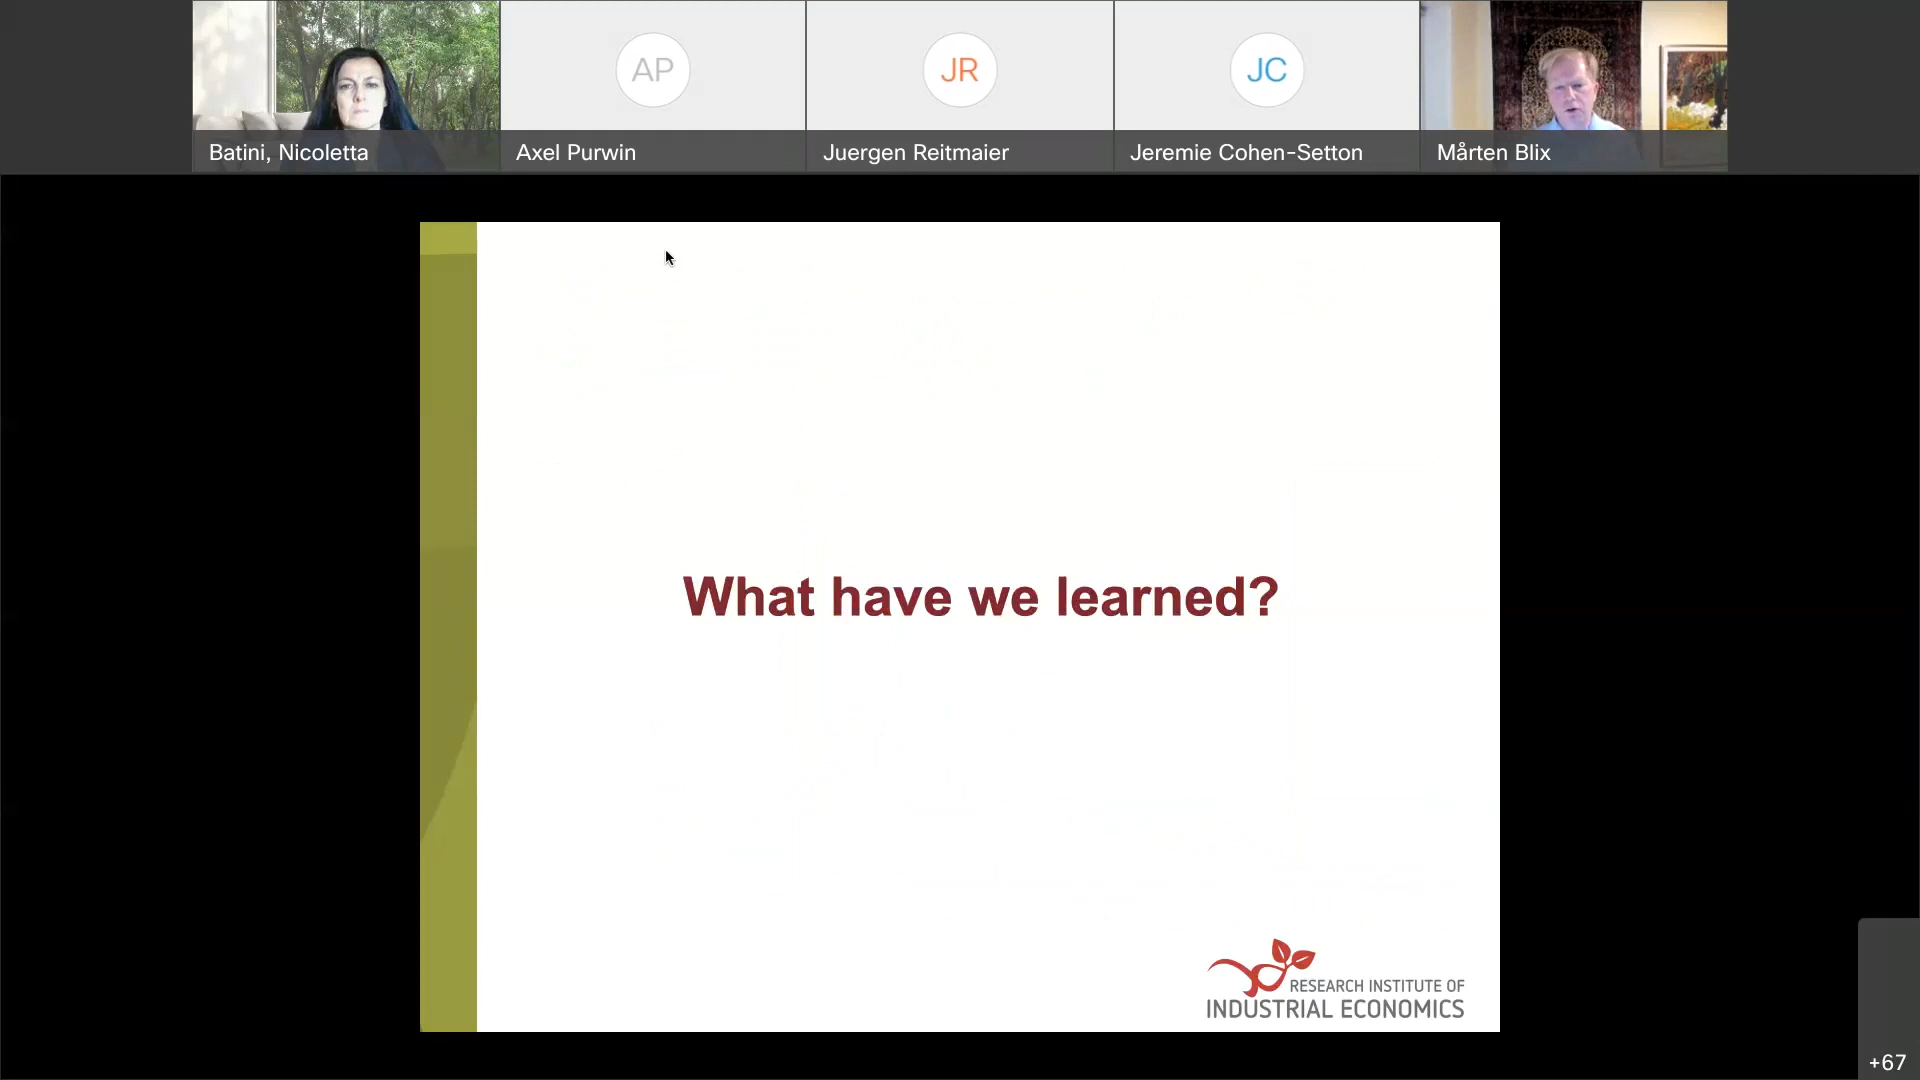 AP
JR
JC
Batini, Nicoletta
Axel Purwin
Juergen Reitmaier
Jeremie Cohen-Setton
Mårten Blix
What have we learned?
RESEARCH INSTITUTE OF
INDUSTRIAL ECONOMICS
+67